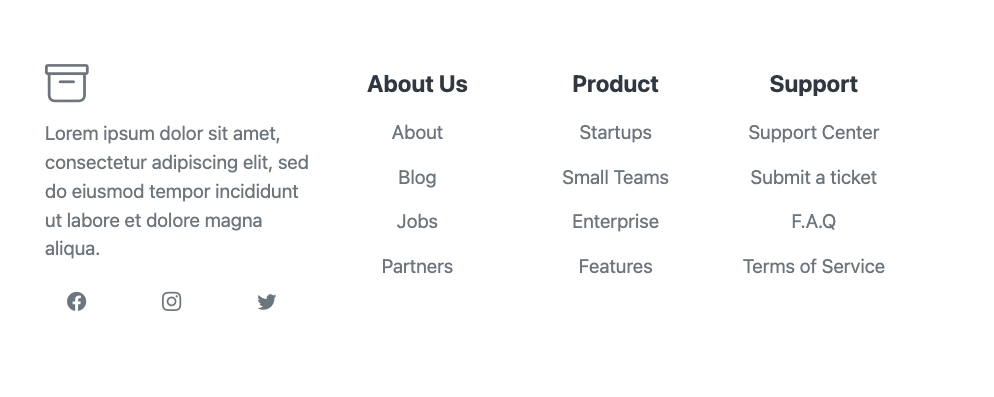 Lorem ipsum dolor sit amet,
consectetur adipiscing elit, sed
do eiusmod tempor incididunt
ut labore et dolore magna
aliqua.
About Us
About
Blog
Jobs
Partners
Product
Startups
Small Teams
Enterprise
Features
Support
Support Center
Submit a ticket
F.A.Q
Terms of Service